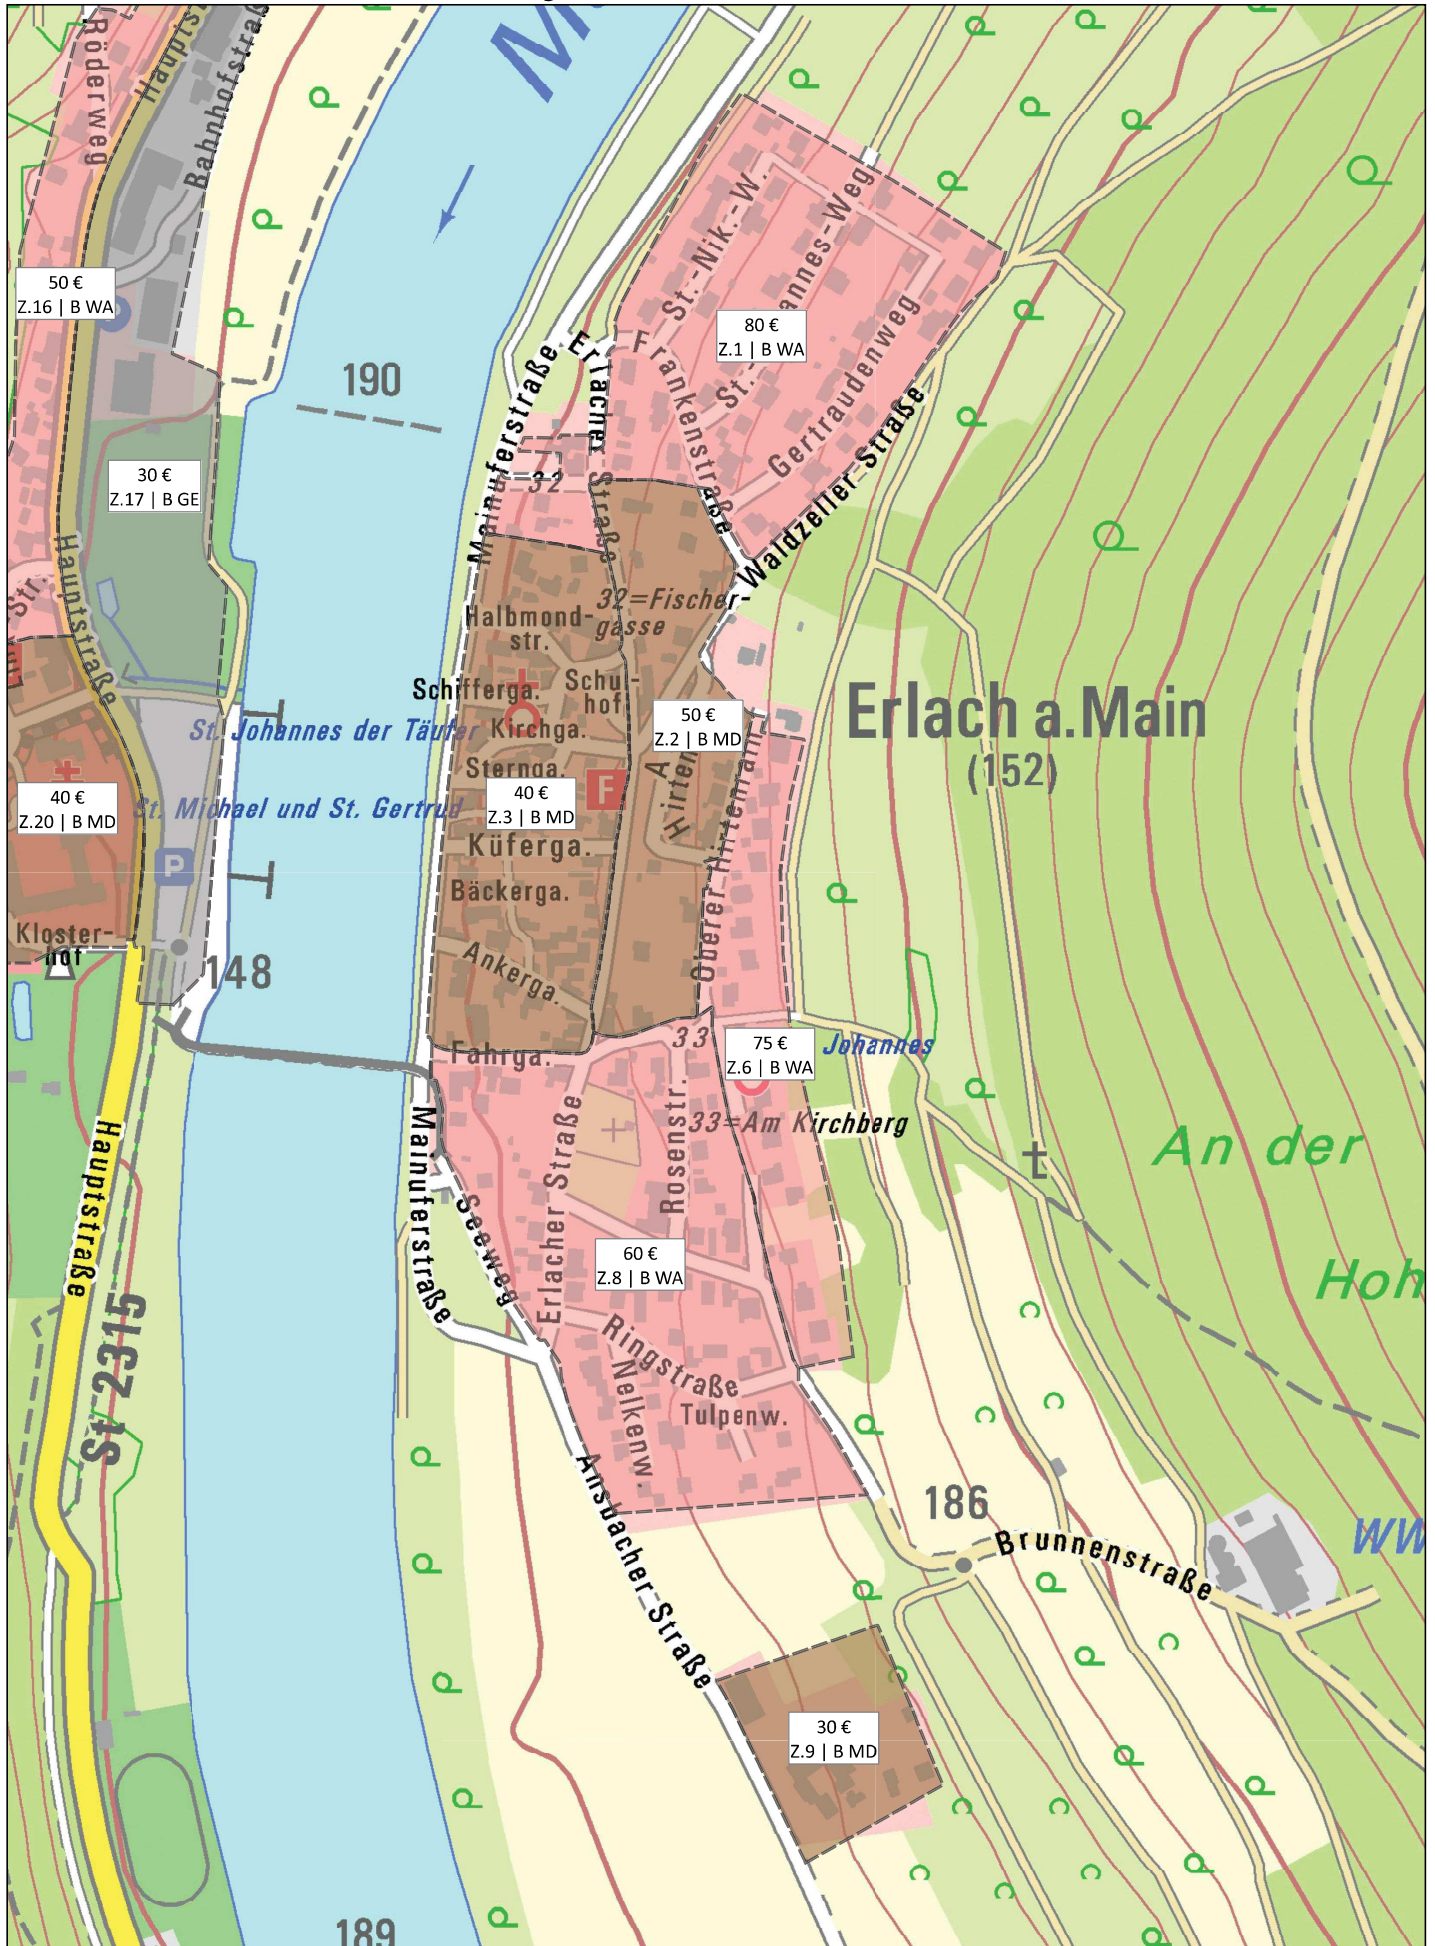 Röderweg
Bahnhofstraß
50 €
Z.16 | B WA
190
St.-Nik.-W.
80 €
Z.1 | B WA
Erlacher
Straße
Frankenstraße
Gertraudenweg
Waldzeller Straße
Mainuferstraße
30 €
Z.17 | B GE
32
Hauptstraße
Str.
32=Fischer-
gasse
Halbmond-
str.
Schifferga.
Schul-
hof
Kirchga.
St. Johannes der Täufer
50 €
Z.2 | B MD
Erlach a.Main
(152)
Sternga.
F
40 €
Z.3 | B MD
40 €
Z.20 | B MD
St. Michael und St. Gertrud
Küferga.
P
Bäckerga.
Oberer Hirtenrain
Kloster-
hof
148
Ankerga.
33
75 €
Z.6 | B WA
Johannes
Fahrga.
33=Am Kirchberg
An der
Hauptstraße
Mainuferstraße
Seeweg
Erlacher Straße
Rosenstr.
60 €
Z.8 | B WA
Hoh
St 2315
Ringstraße
Nelkenw.
Tulpenw.
186
WW
Ansbacher Straße
Brunnenstraße
30 €
Z.9 | B MD
189